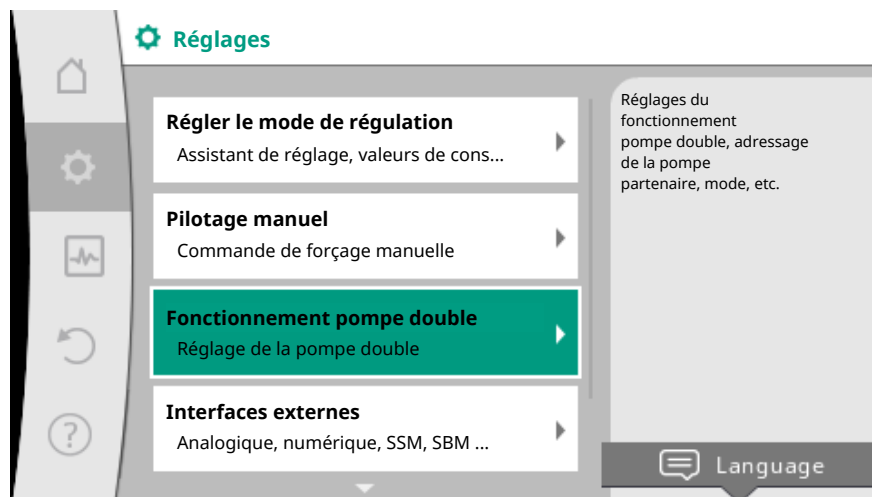 Réglages
Régler le mode de régulation
Assistant de réglage, valeurs de cons...
Pilotage manuel
Commande de forçage manuelle
Fonctionnement pompe double
Réglage de la pompe double
Interfaces externes
Analogique, numérique, SSM, SBM ...
Réglages du
fonctionnement
pompe double, adressage
de la pompe
partenaire, mode, etc.
Language